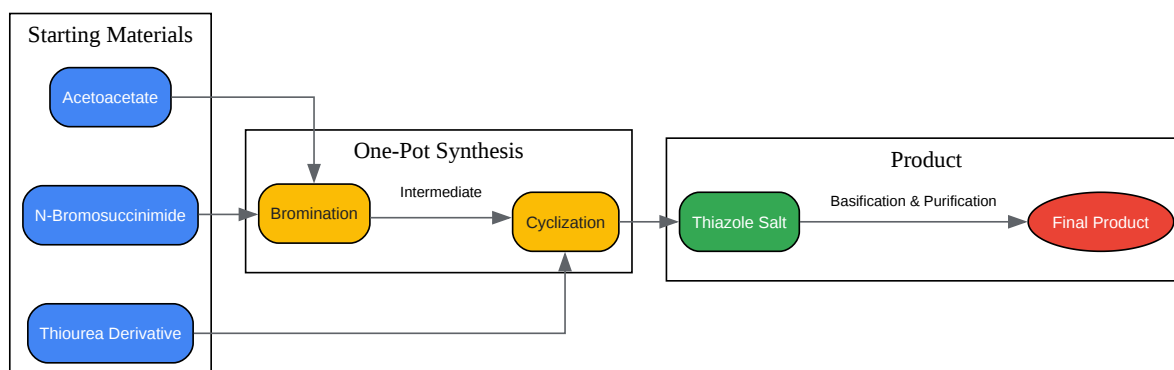 Starting Materials
Acetoacetate
One-Pot Synthesis
Product
Intermediate
Basification & Purification
N-Bromosuccinimide
Bromination
Cyclization
Thiazole Salt
Final Product
Thiourea Derivative